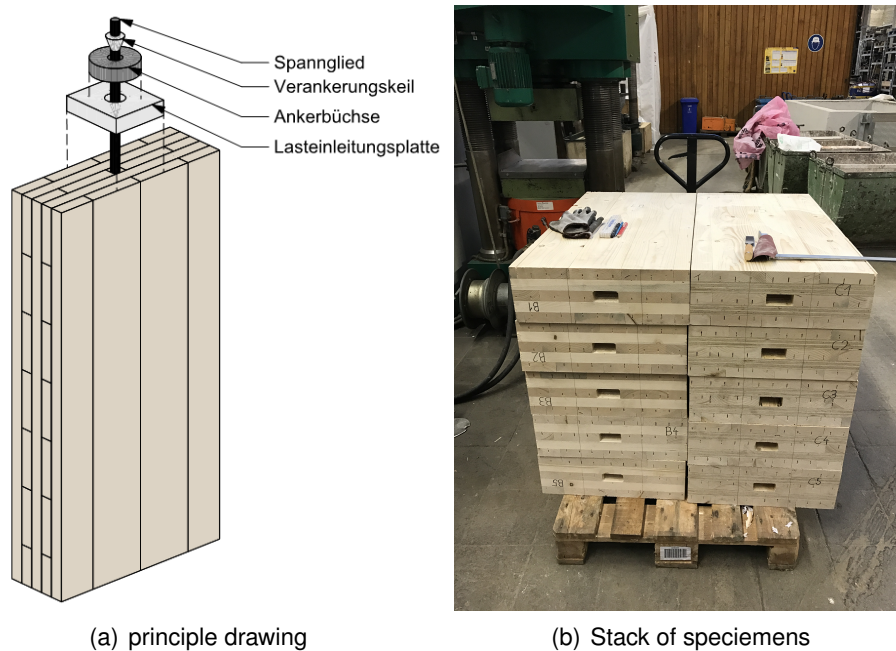 Spannglied
Verankerungskeil
Ankerbüchse
Lasteinleitungsplatte
B1
C1
B2
C2
B3
C3
B4
C4
B5
C5
(a) principle drawing
(b) Stack of speciemens